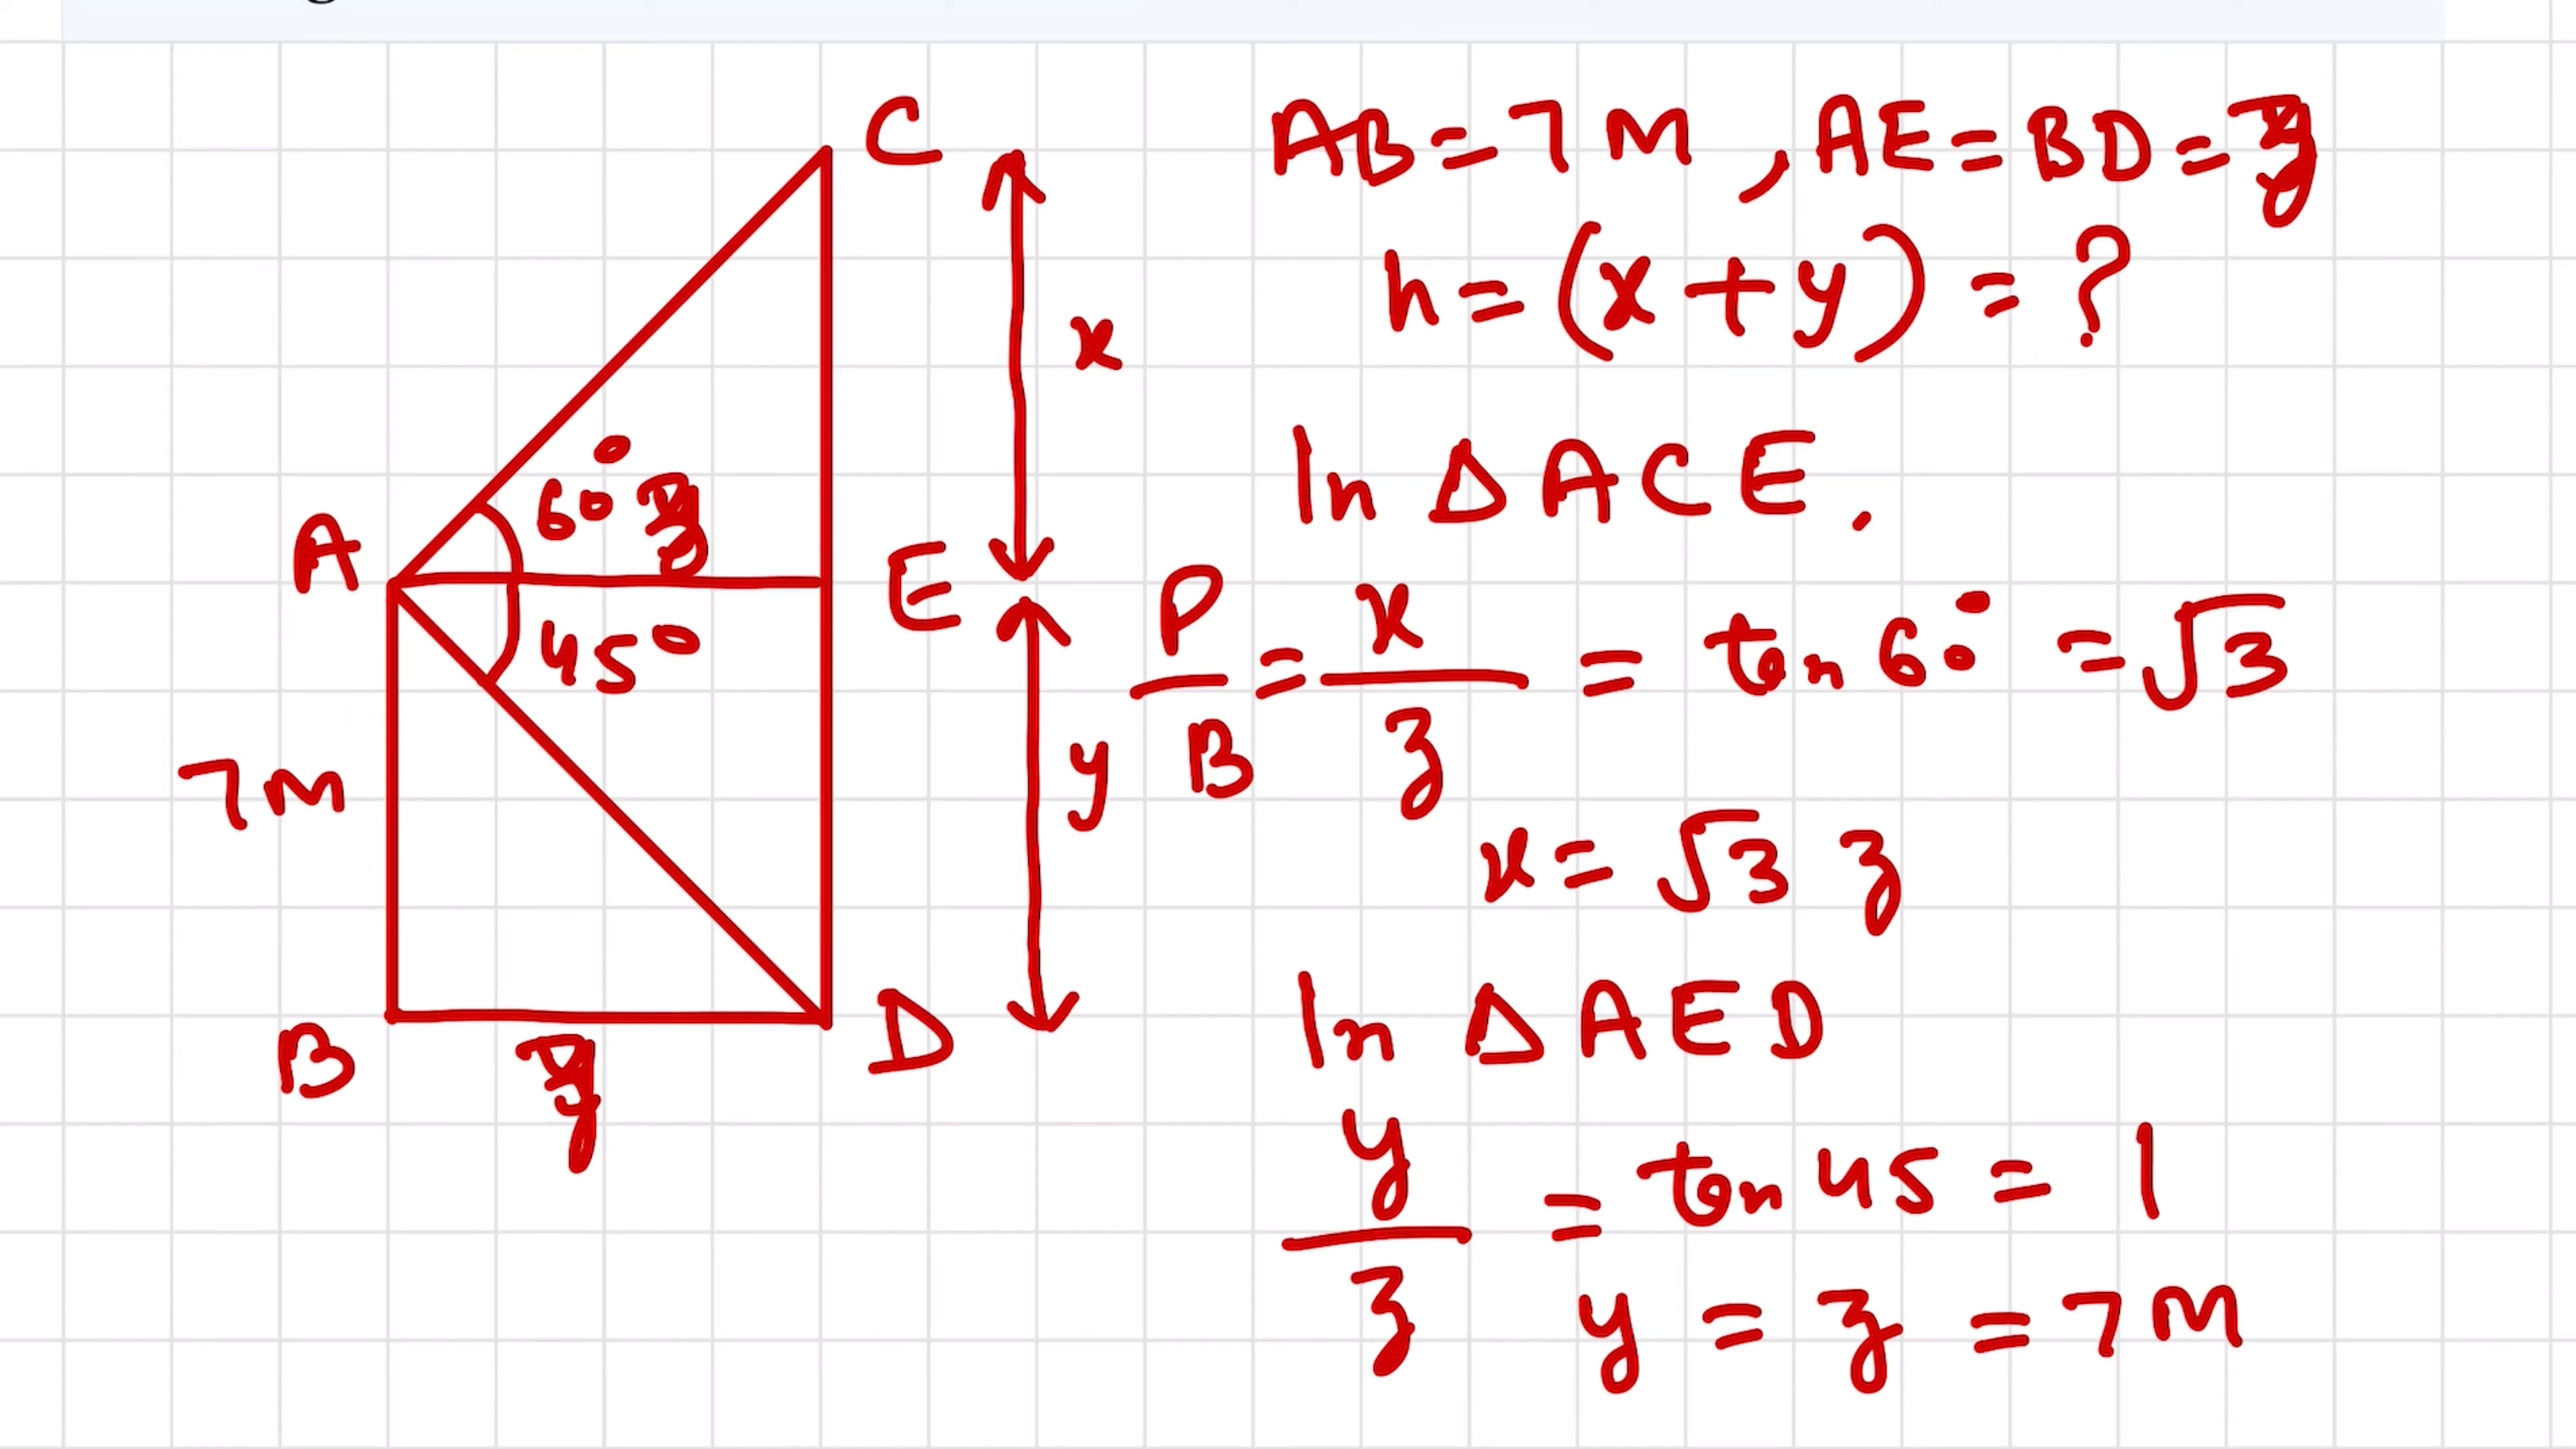 C
x
60° z
A
E
45°
7m
y
B
z
D
AB=7M, AE=BD=z
h=(x+y)=?
In ΔACE.
P/B = x/z = tan 60° = √3
x = √3 z
In ΔAED
y/z = tan 45 = 1
y = z = 7M